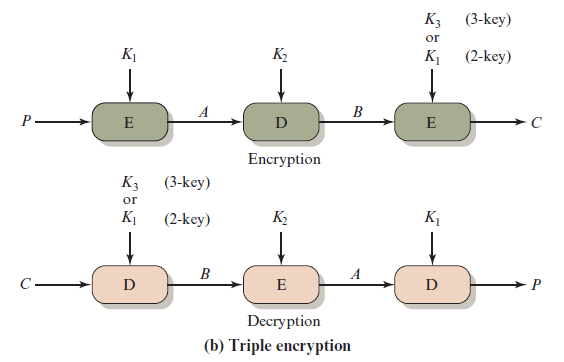 K3 (3-key)
or
K1 K2 K1 (2-key)
P E A D B E C
Encryption
K3 (3-key)
or
K1 (2-key) K2 K1
C D B E A D P
Decryption
(b) Triple encryption